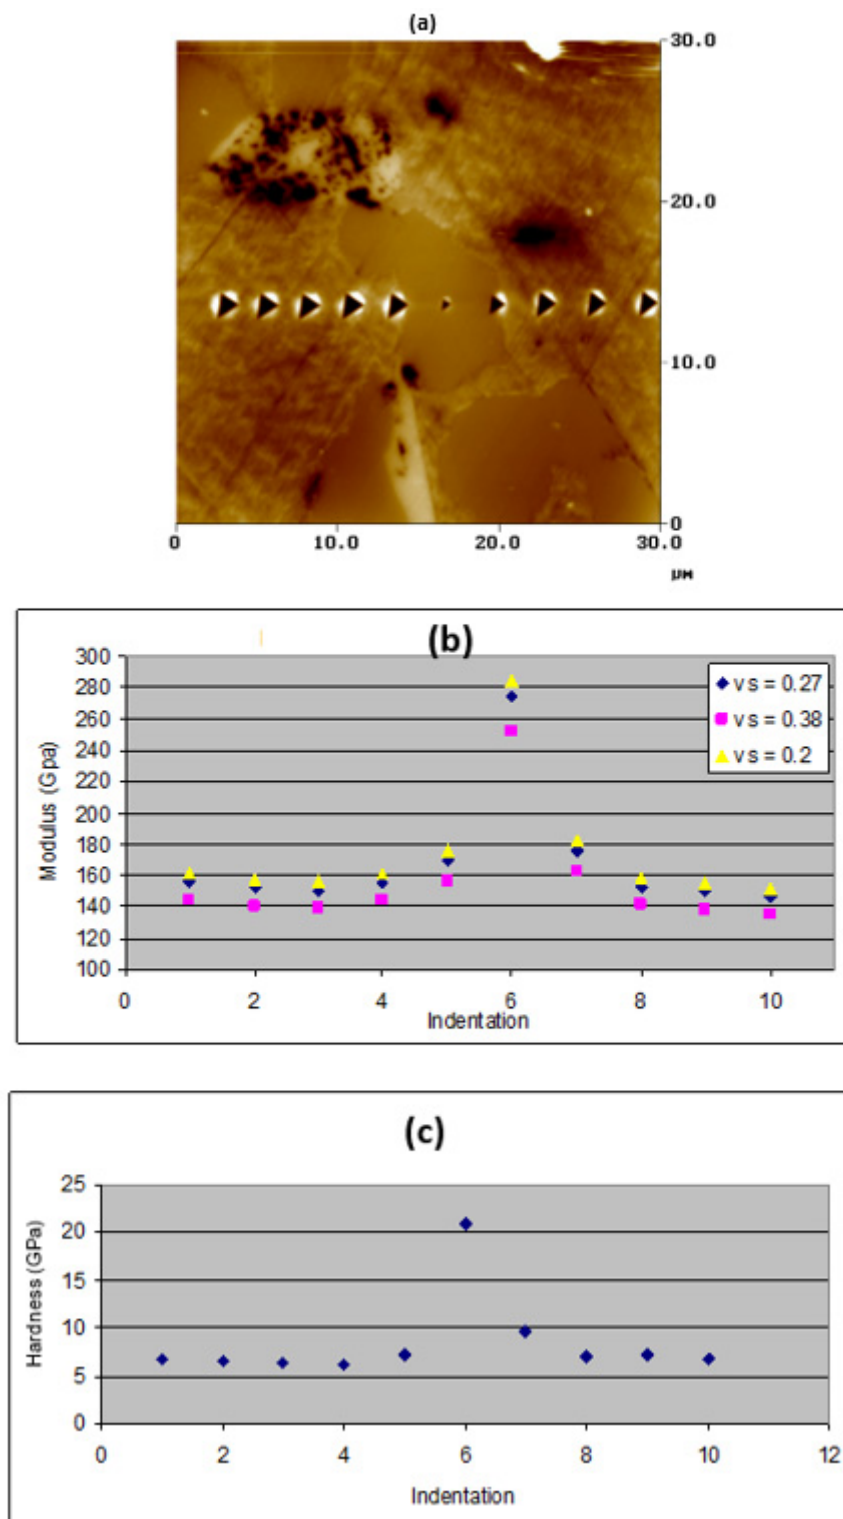 (a)
30.0
20.0
10.0
0
0 10.0 20.0 30.0
µM
(b)
300
280
260
240
220
200
180
160
140
120
100
Modulus (Gpa)
vs = 0.27
vs = 0.38
vs = 0.2
0 2 4 6 8 10
Indentation
(c)
25
20
15
10
5
0
Hardness (GPa)
0 2 4 6 8 10 12
Indentation